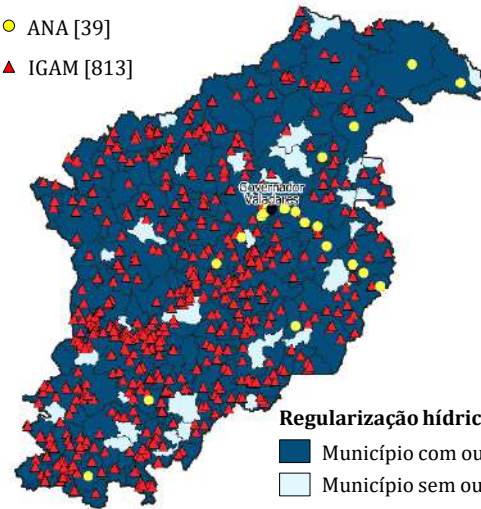 ANA [39]
IGAM [813]
Governador
Valadares
Regularização hídric
Município com ou
Município sem ou